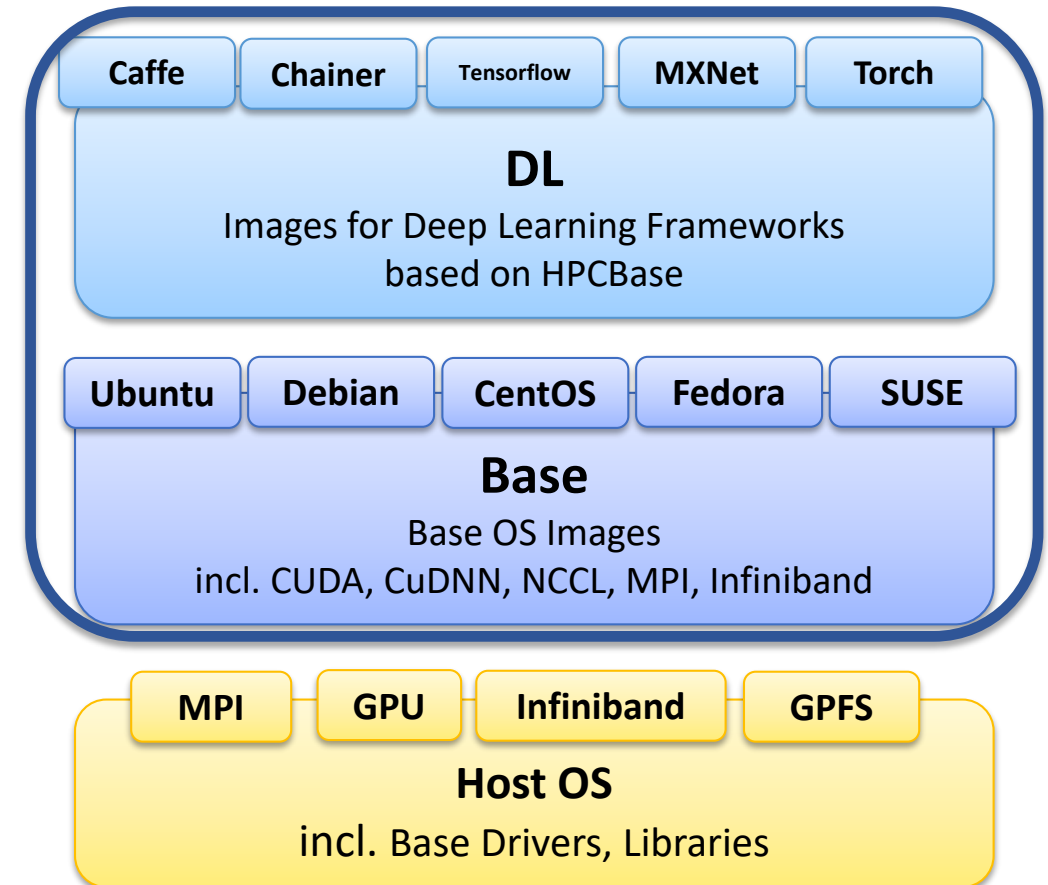 Caffe
Chainer
Tensorflow
MXNet
Torch
DL
Images for Deep Learning Frameworks
based on HPCBase
Ubuntu
Debian
CentOS
Fedora
SUSE
Base
Base OS Images
incl. CUDA, CuDNN, NCCL, MPI, Infiniband
MPI
GPU
Infiniband
GPFS
Host OS
incl. Base Drivers, Libraries